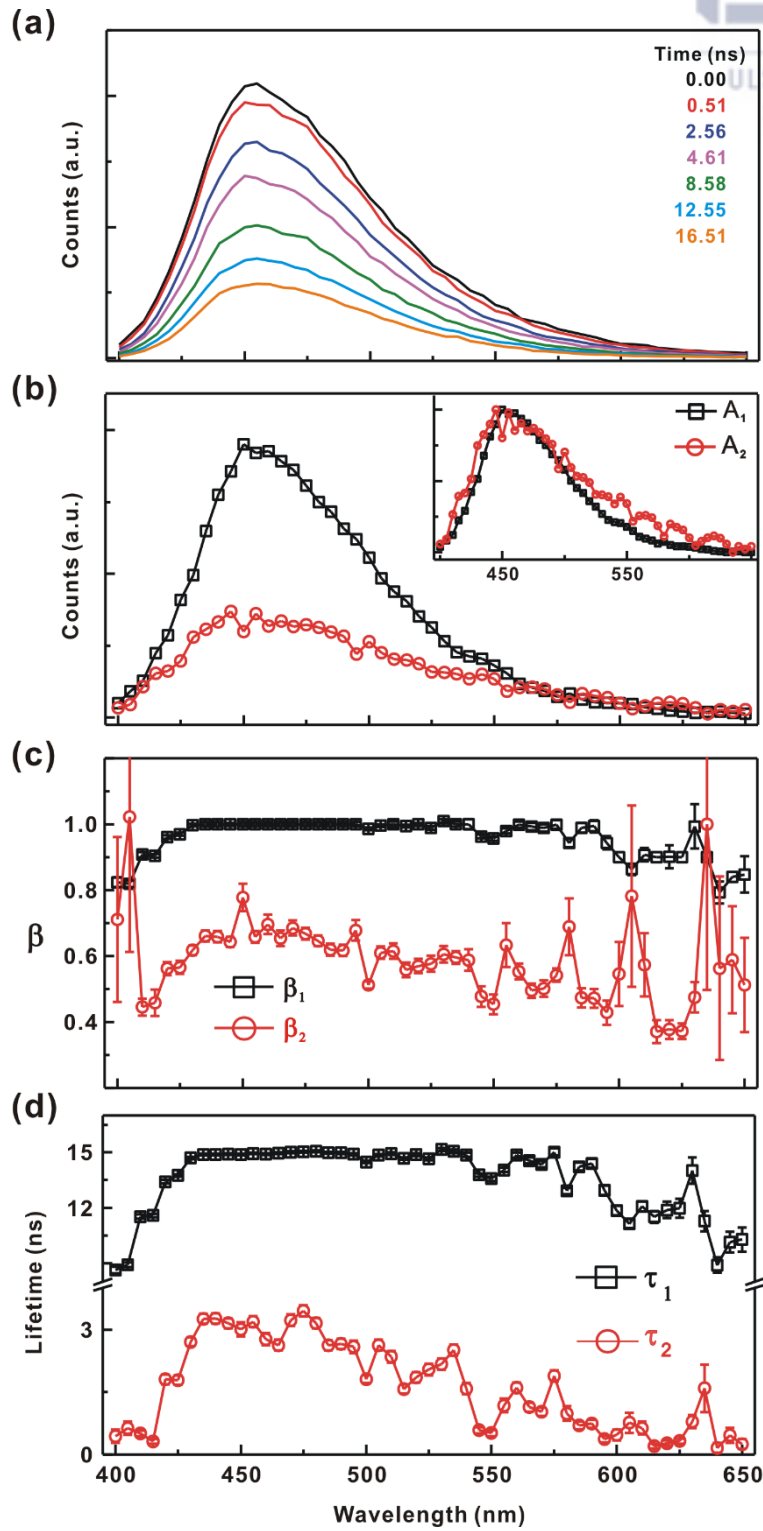 (a)
Time (ns)
0.00
0.51
2.56
4.61
8.58
12.55
16.51
Counts (a.u.)
UL
(b)
A₁
A₂
450
550
Counts (a.u.)
(c)
1.0
0.8
0.6
0.4
β
β₁
β₂
(d)
15
12
3
0
Lifetime (ns)
τ₁
τ₂
400
450
500
550
600
650
Wavelength (nm)